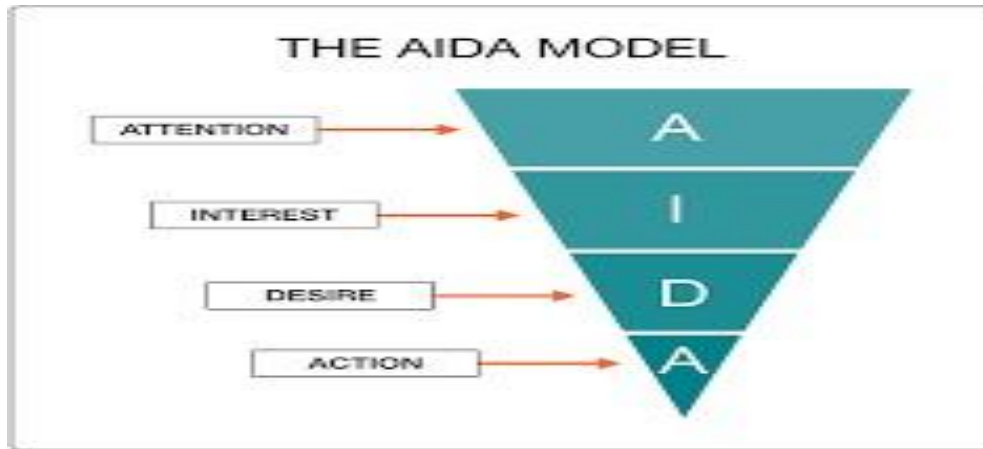 THE AIDA MODEL
ATTENTION
A
INTEREST
I
DESIRE
D
ACTION
A